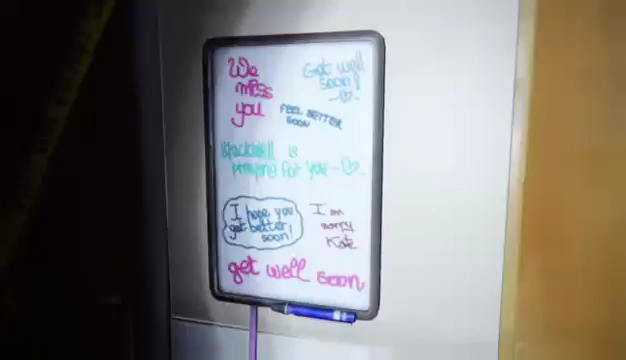 We
miss
you
Get well
soon!
FEEL BETTER
SOON
Blackwell is
praying for you
I hope you
get better
soon!
I am
sorry
Kate
get well soon